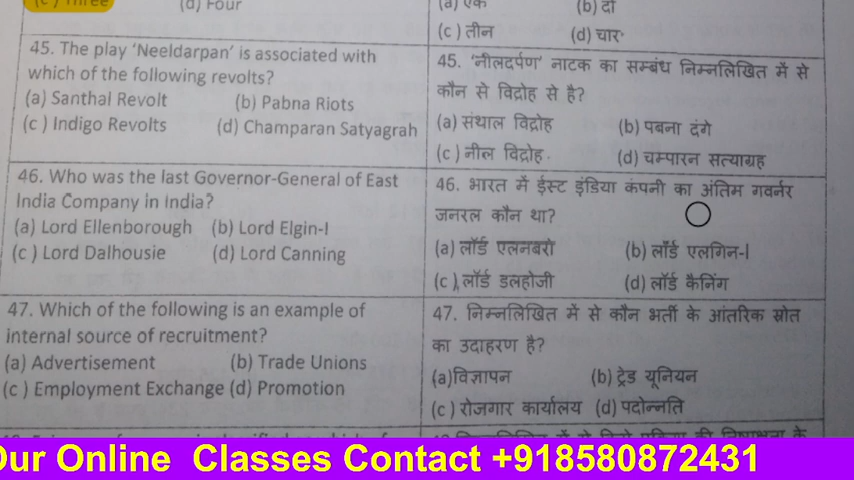 (c) Three
(d) Four
(a) एक
(b) दो
(c) तीन
(d) चार
45. The play 'Neeldarpan' is associated with
which of the following revolts?
(a) Santhal Revolt
(b) Pabna Riots
(c ) Indigo Revolts
(d) Champaran Satyagrah
45. 'नीलदर्पण' नाटक का सम्बंध निम्नलिखित में से
कौन से विद्रोह से है?
(a) संथाल विद्रोह
(b) पबना दंगे
(c ) नील विद्रोह.
(d) चम्पारन सत्याग्रह
46. Who was the last Governor-General of East
India Company in India?
(a) Lord Ellenborough (b) Lord Elgin-I
(c ) Lord Dalhousie (d) Lord Canning
46. भारत में ईस्ट इंडिया कंपनी का अंतिम गवर्नर
जनरल कौन था?
(a) लॉर्ड एलनबरो
(b) लॉर्ड एलगिन-I
(c ) लॉर्ड डलहोजी
(d) लॉर्ड कैनिंग
47. Which of the following is an example of
internal source of recruitment?
(a) Advertisement
(b) Trade Unions
(c ) Employment Exchange (d) Promotion
47. निम्नलिखित में से कौन भर्ती के आंतरिक स्रोत
का उदाहरण है?
(a)विज्ञापन
(b) ट्रेड यूनियन
(c) रोजगार कार्यालय (d) पदोन्नति
Our Online Classes Contact +918580872431